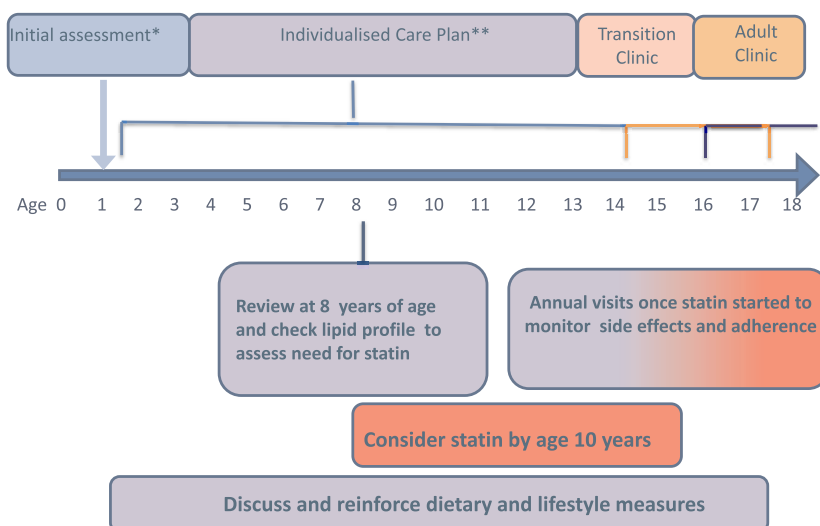 Initial assessment*
Individualised Care Plan**
Transition
Clinic
Adult
Clinic
Age 0 1 2 3 4 5 6 7 8 9 10 11 12 13 14 15 16 17 18
Review at 8 years of age
and check lipid profile to
assess need for statin
Annual visits once statin started to
monitor side effects and adherence
Consider statin by age 10 years
Discuss and reinforce dietary and lifestyle measures